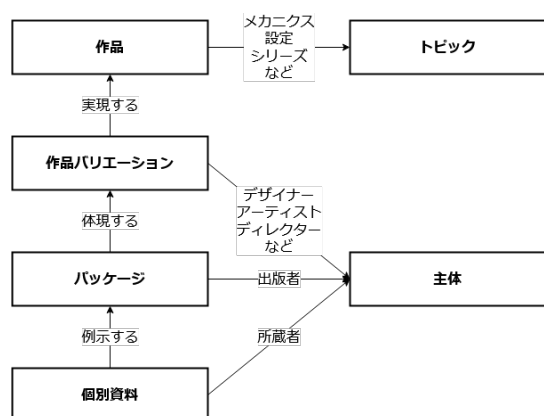 作品
メカニクス
設定
シリーズ
など
トピック
実現する
作品バリエーション
体現する
デザイナー
アーティスト
ディレクター
など
パッケージ
出版者
主体
例示する
所蔵者
個別資料